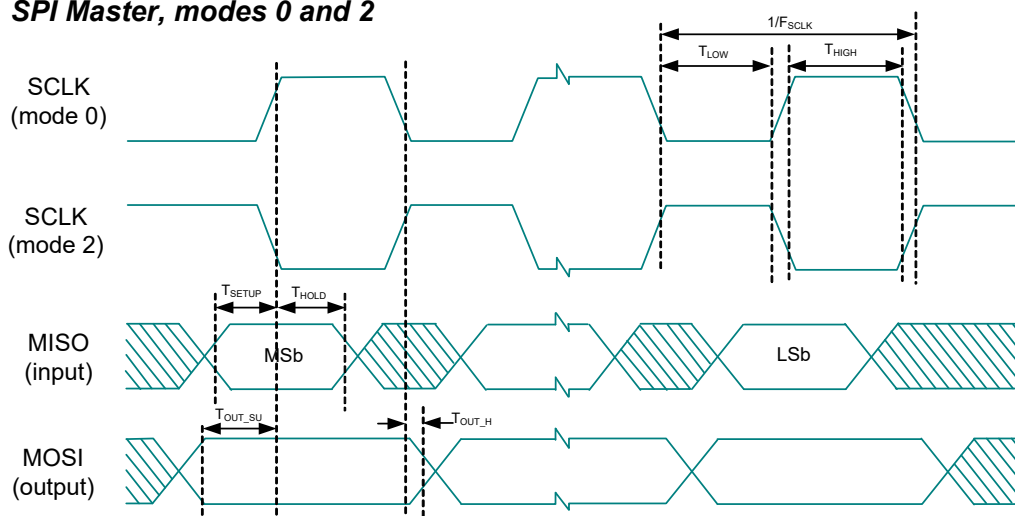 SPI Master, modes 0 and 2
1/FSCLK
TLOW
THIGH
SCLK
(mode 0)
SCLK
(mode 2)
TSETUP
THOLD
MISO
(input)
MSb
LSb
TOUT_SU
TOUT_H
MOSI
(output)